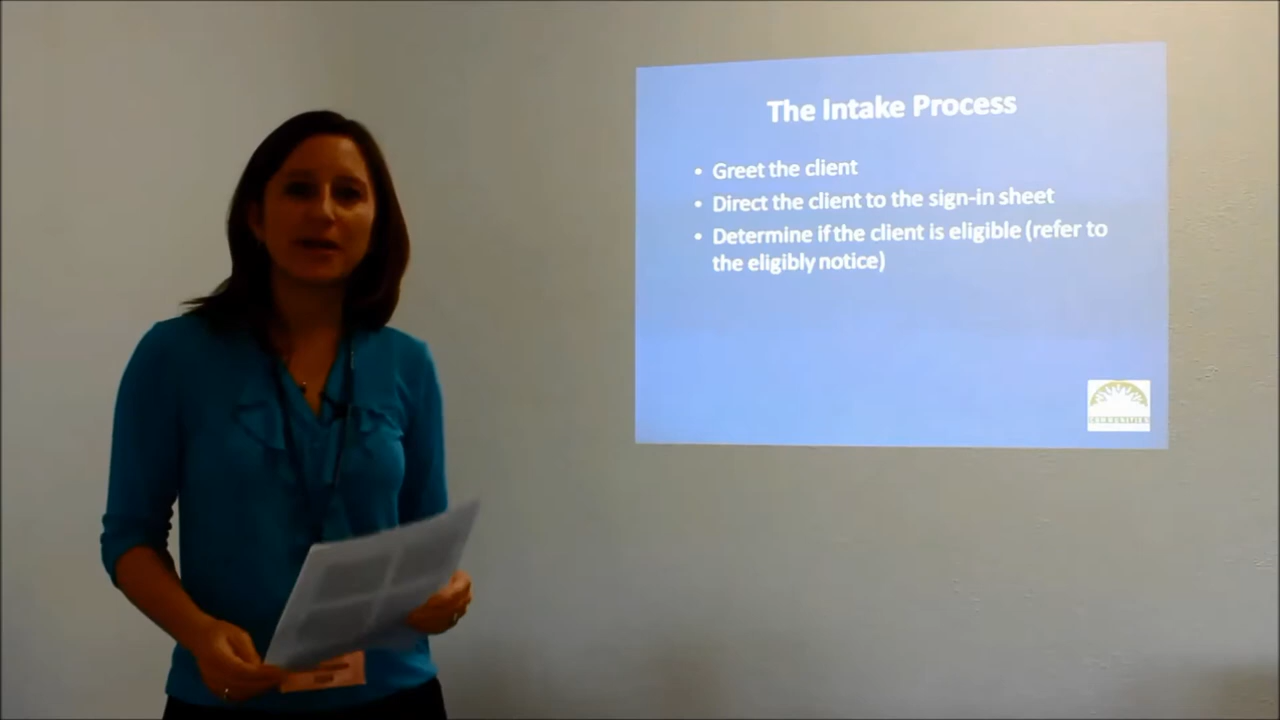 The Intake Process
• Greet the client
• Direct the client to the sign-in sheet
• Determine if the client is eligible (refer to
the eligibly notice)
COMMUNITIES